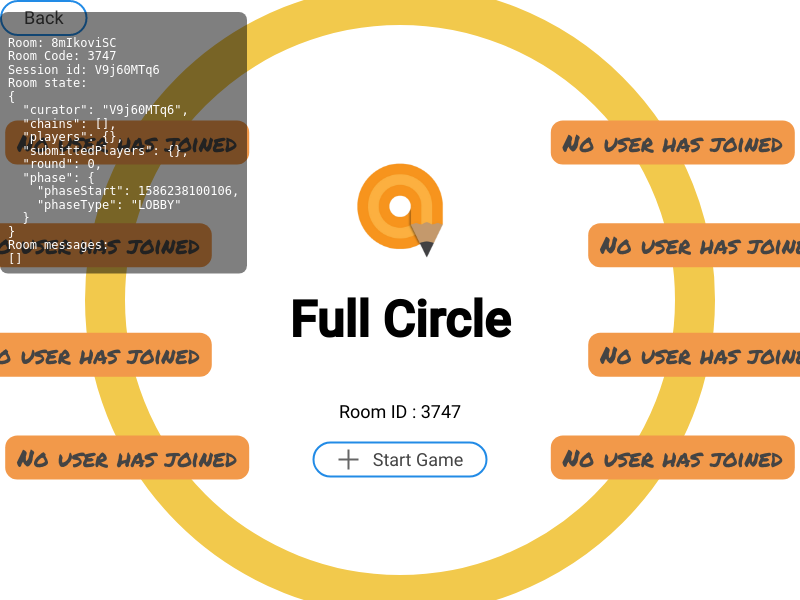 Back
Room: 8mIkoviSC
Room Code: 3747
Session id: V9j60MTq6
Room state:
{
  "curator": "V9j60MTq6",
  "chains": [],
  "players": {},
  "submittedPlayers": {},
  "round": 0,
  "phase": {
    "phaseStart": 1586238100106,
    "phaseType": "LOBBY"
  }
}
Room messages:
[]
No user has joined
No user has joined
user has joined
No user has joined
o user has joined
No user has joined
No user has joined
No user has joined
Full Circle
Room ID : 3747
Start Game